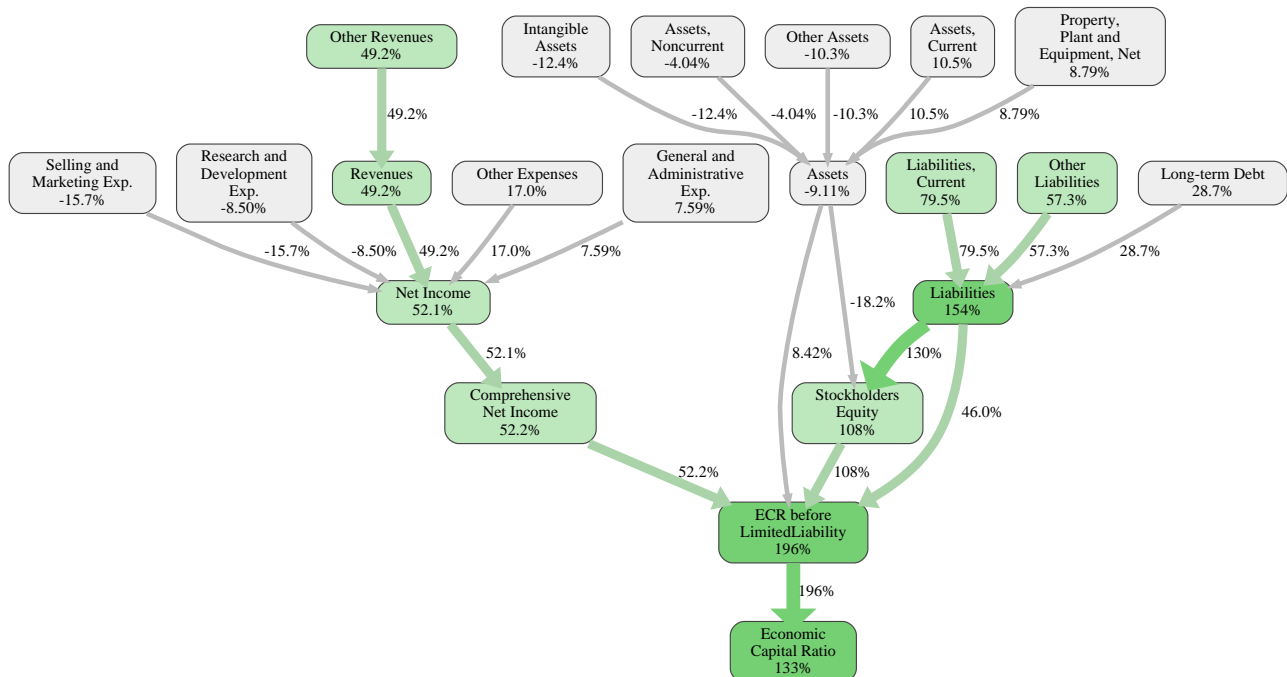 Other Revenues
49.2%
Intangible
Assets
-12.4%
Assets,
Noncurrent
-4.04%
Other Assets
-10.3%
Assets,
Current
10.5%
Property,
Plant and
Equipment, Net
8.79%
49.2%
-12.4%
-4.04%
-10.3%
10.5%
8.79%
Selling and
Marketing Exp.
-15.7%
Research and
Development
Exp.
-8.50%
Revenues
49.2%
Other Expenses
17.0%
General and
Administrative
Exp.
7.59%
Assets
-9.11%
Liabilities,
Current
79.5%
Other
Liabilities
57.3%
Long-term Debt
28.7%
-15.7%
-8.50%
49.2%
17.0%
7.59%
79.5%
57.3%
28.7%
Net Income
52.1%
-18.2%
Liabilities
154%
52.1%
8.42%
130%
Comprehensive
Net Income
52.2%
Stockholders
Equity
108%
46.0%
52.2%
108%
ECR before
LimitedLiability
196%
196%
Economic
Capital Ratio
133%